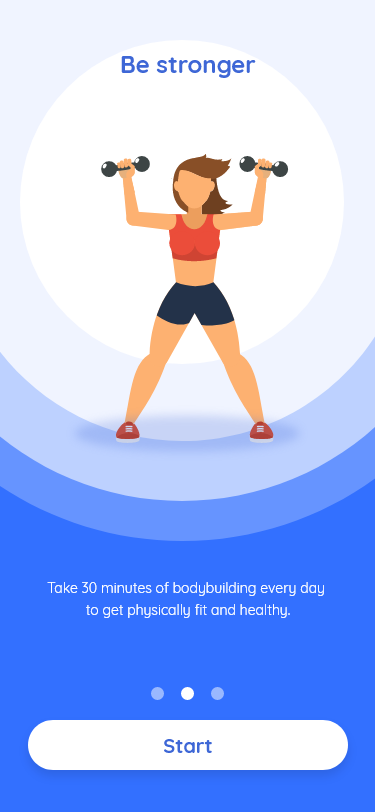 Be stronger
Take 30 minutes of bodybuilding every day
to get physically fit and healthy.
Start